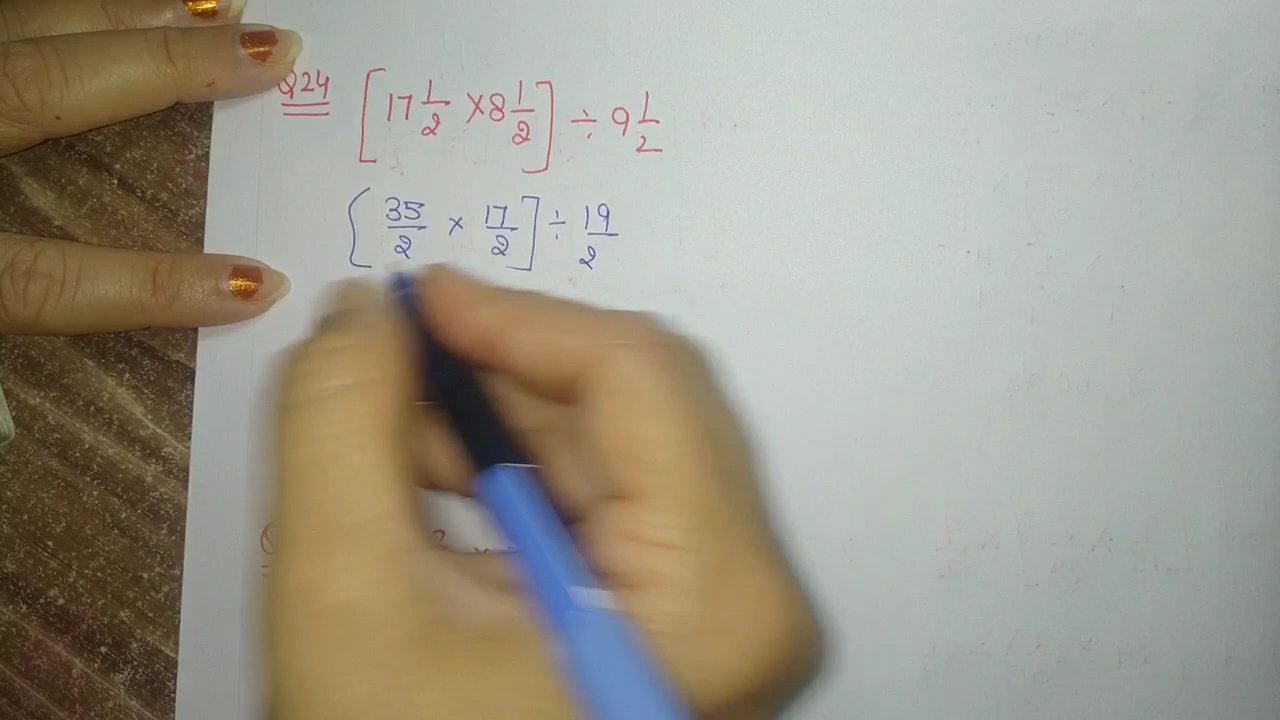 Q24 [17 1/2 × 8 1/2] ÷ 9 1/2
[35/2 × 17/2] ÷ 19/2